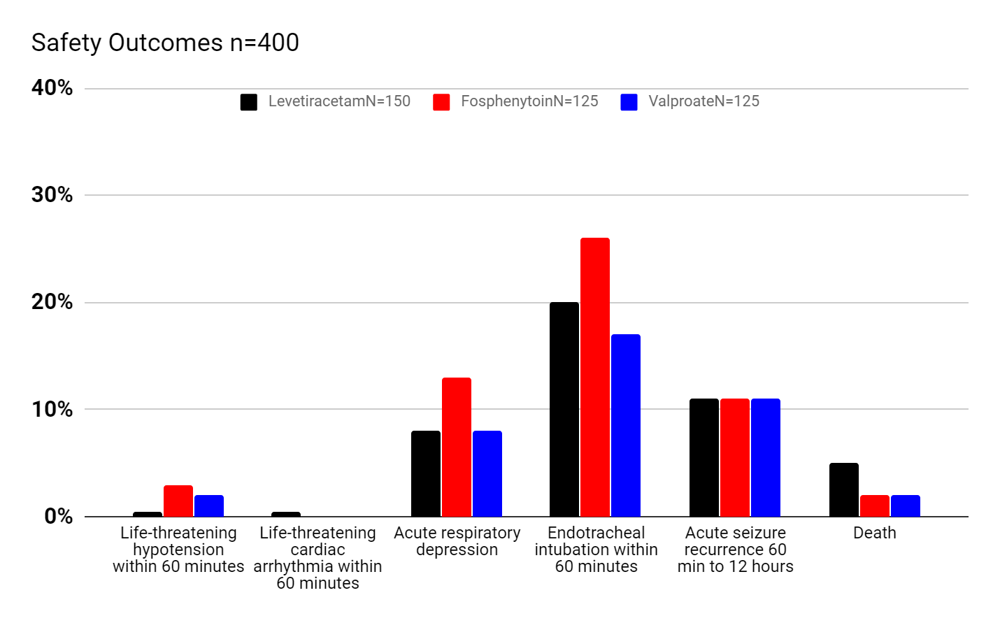 Safety Outcomes n=400
40%
LevetiracetamN=150 FosphenytoinN=125 ValproateN=125
30%
20%
10%
0%
Life-threatening
hypotension
within 60 minutes
Life-threatening
cardiac
arrhythmia within
60 minutes
Acute respiratory
depression
Endotracheal
intubation within
60 minutes
Acute seizure
recurrence 60
min to 12 hours
Death